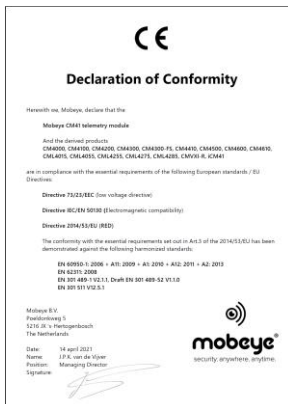 CE
Declaration of Conformity
Herewith we, Mobeye, declare that the
Mobeye CM41 telemetry module
And the derived products
CM4000, CM4100, CM4200, CM4300, CM4300-FS, CM4410, CM4500, CM4600, CM4610,
CML4015, CML4055, CML4255, CML4275, CML4285, CMVXI-R, iCM41
are in compliance with the essential requirements of the following European standards / EU
Directives:
Directive 73/23/EEC (low voltage directive)
Directive IEC/EN 50130 (Electromagnetic compatibility)
Directive 2014/53/EU (RED)
The conformity with the essential requirements set out in Art.3 of the 2014/53/EU has been
demonstrated against the following harmonized standards:
EN 60950-1: 2006 + A11: 2009 + A1: 2010 + A12: 2011 + A2: 2013
EN 62311: 2008
EN 301 489-1 V2.1.1, Draft EN 301 489-52 V1.1.0
EN 301 511 V12.5.1
Mobeye B.V.
Poeldonkweg 5
5216 JX 's-Hertogenbosch
The Netherlands
Date: 14 april 2021
Name: J.P.K. van de Vijver
Position: Managing Director
Signature:
mobeye®
security. anywhere. anytime.